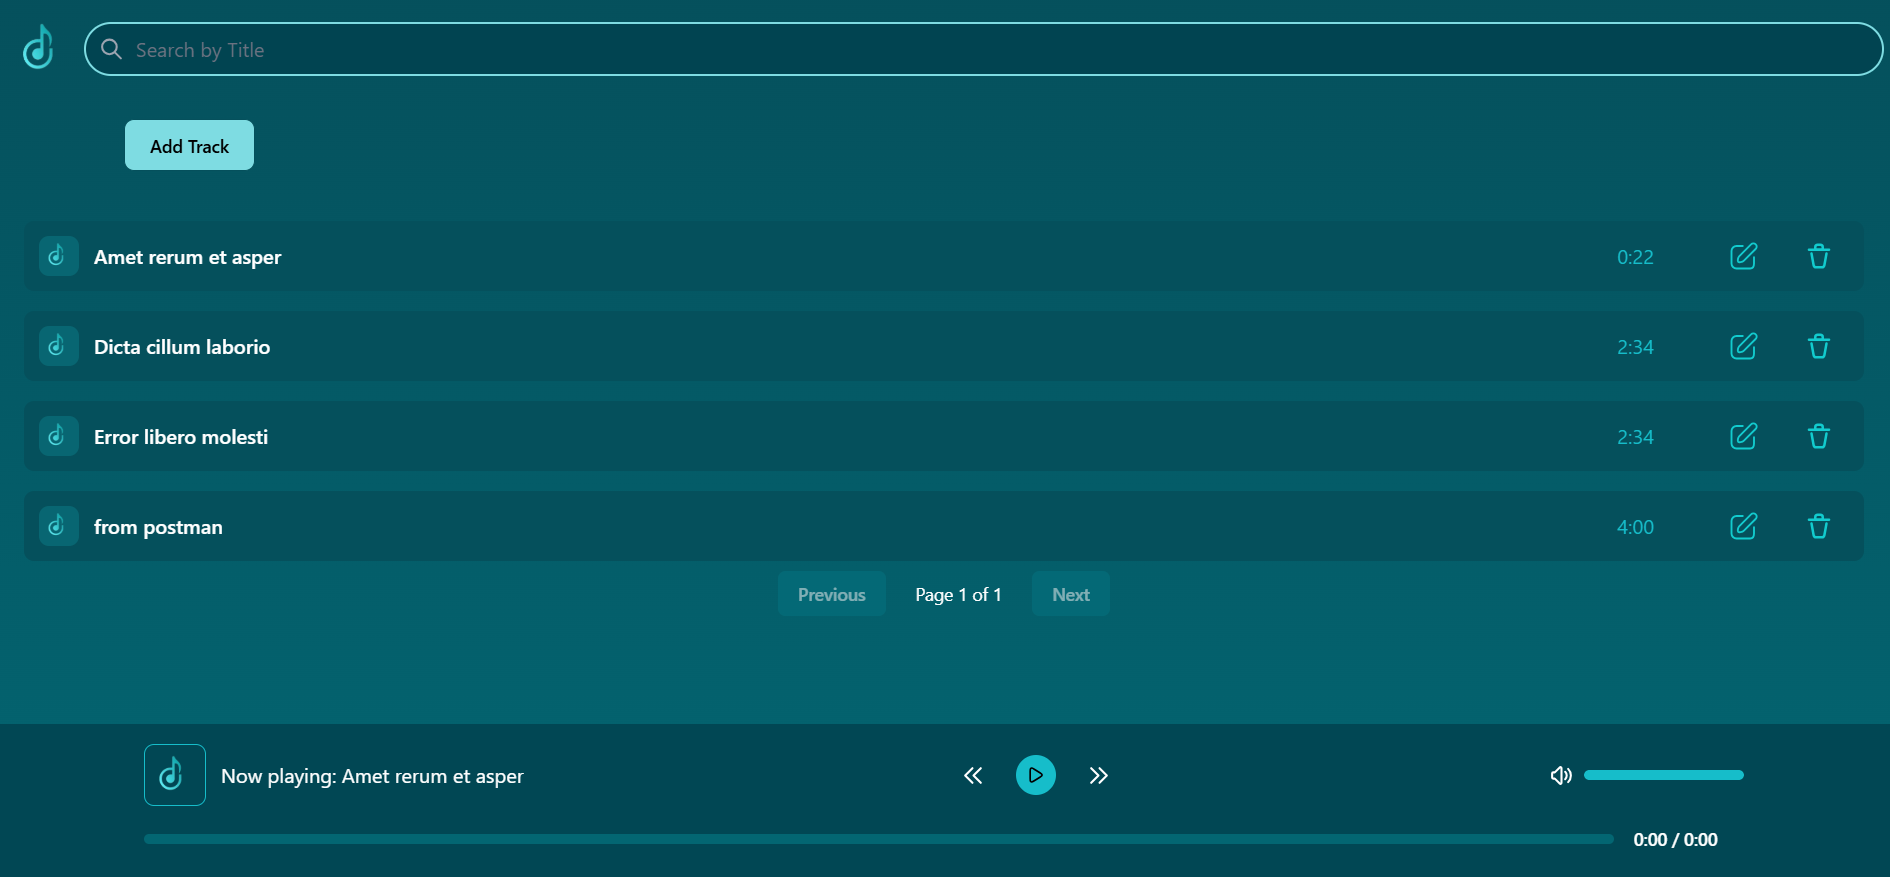 Search by Title
Add Track
Amet rerum et asper 0:22
Dicta cillum laborio 2:34
Error libero molesti 2:34
from postman 4:00
Previous Page 1 of 1 Next
Now playing: Amet rerum et asper
0:00 / 0:00